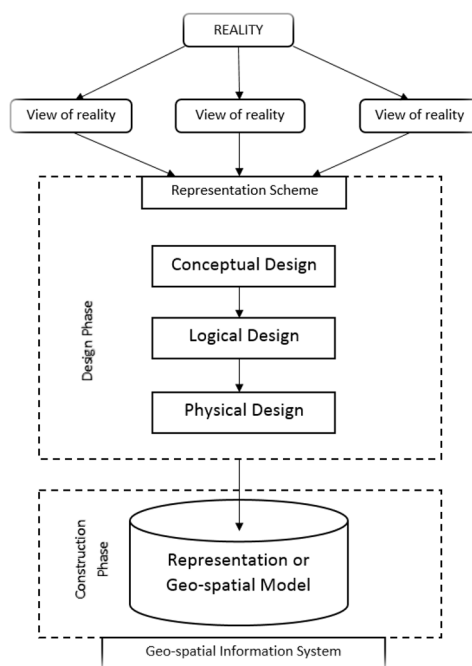 REALITY
View of reality
View of reality
View of reality
Representation Scheme
Design Phase
Conceptual Design
Logical Design
Physical Design
Construction
Phase
Representation or
Geo-spatial Model
Geo-spatial Information System